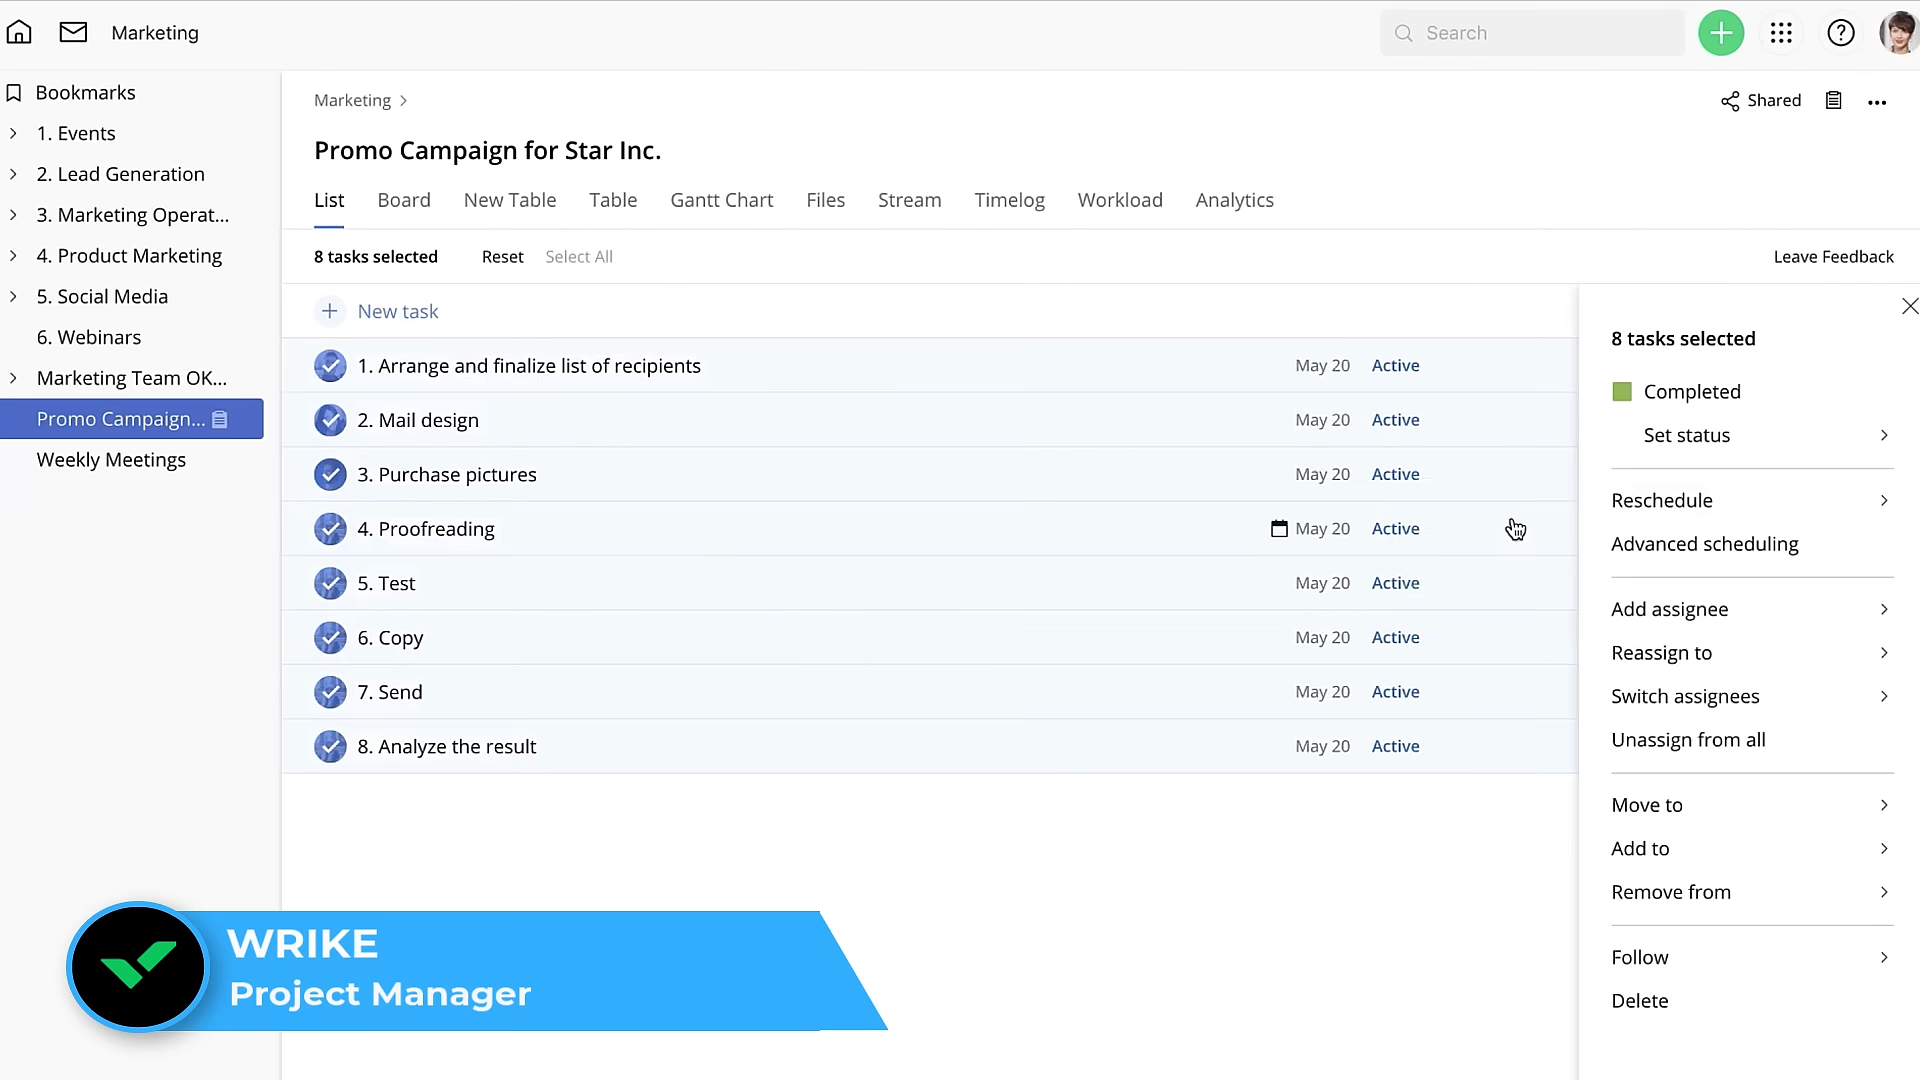 Marketing
Search
Bookmarks
1. Events
2. Lead Generation
3. Marketing Operat...
4. Product Marketing
5. Social Media
6. Webinars
Marketing Team OK...
Promo Campaign...
Weekly Meetings
Marketing >
Shared
Promo Campaign for Star Inc.
List Board New Table Table Gantt Chart Files Stream Timelog Workload Analytics
8 tasks selected Reset Select All Leave Feedback
New task
1. Arrange and finalize list of recipients May 20 Active
2. Mail design May 20 Active
3. Purchase pictures May 20 Active
4. Proofreading May 20 Active
5. Test May 20 Active
6. Copy May 20 Active
7. Send May 20 Active
8. Analyze the result May 20 Active
8 tasks selected
Completed
Set status
Reschedule
Advanced scheduling
Add assignee
Reassign to
Switch assignees
Unassign from all
Move to
Add to
Remove from
Follow
Delete
WRIKE
Project Manager